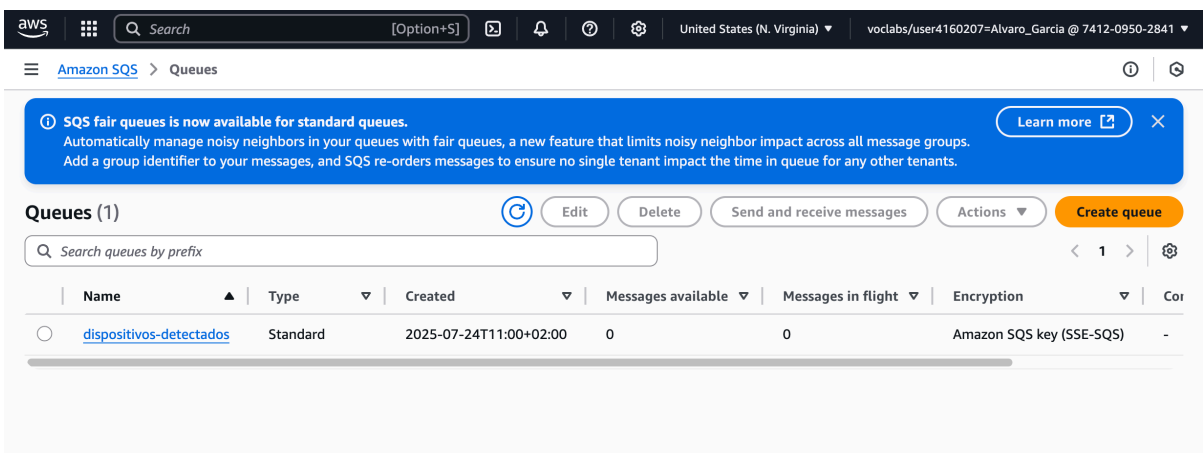 aws
Search [Option+S] United States (N. Virginia) ▼ voclabs/user4160207=Alvaro_Garcia @ 7412-0950-2841 ▼
Amazon SQS > Queues
SQS fair queues is now available for standard queues.
Automatically manage noisy neighbors in your queues with fair queues, a new feature that limits noisy neighbor impact across all message groups.
Add a group identifier to your messages, and SQS re-orders messages to ensure no single tenant impact the time in queue for any other tenants.
Learn more
Queues (1)
Edit Delete Send and receive messages Actions ▼ Create queue
Search queues by prefix
1
Name Type Created Messages available Messages in flight Encryption Cor
dispositivos-detectados Standard 2025-07-24T11:00+02:00 0 0 Amazon SQS key (SSE-SQS) -